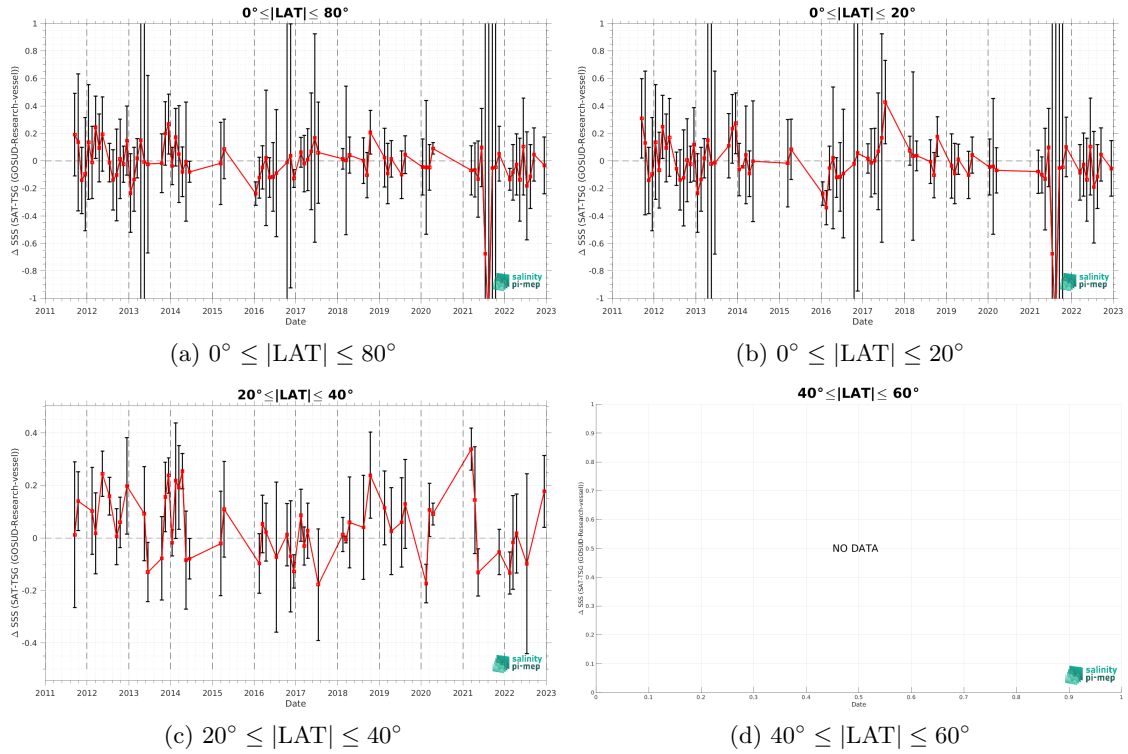 0°≤|LAT|≤ 80°
Δ SSS (SAT-TSG (GOSUD-Research-vessel))
1
0.8
0.6
0.4
0.2
0
-0.2
-0.4
-0.6
-0.8
-1
salinity
pi-mep
2011 2012 2013 2014 2015 2016 2017 2018 2019 2020 2021 2022 2023
Date
(a) 0° ≤ |LAT| ≤ 80°
0°≤|LAT|≤ 20°
Δ SSS (SAT-TSG (GOSUD-Research-vessel))
1
0.8
0.6
0.4
0.2
0
-0.2
-0.4
-0.6
-0.8
-1
salinity
pi-mep
2011 2012 2013 2014 2015 2016 2017 2018 2019 2020 2021 2022 2023
Date
(b) 0° ≤ |LAT| ≤ 20°
20°≤|LAT|≤ 40°
Δ SSS (SAT-TSG (GOSUD-Research-vessel))
0.4
0.2
0
-0.2
-0.4
salinity
pi-mep
2011 2012 2013 2014 2015 2016 2017 2018 2019 2020 2021 2022 2023
Date
(c) 20° ≤ |LAT| ≤ 40°
40°≤|LAT|≤ 60°
Δ SSS (SAT-TSG (GOSUD-Research-vessel))
1
0.9
0.8
0.7
0.6
0.5
0.4
0.3
0.2
0.1
0
NO DATA
salinity
pi-mep
0 0.1 0.2 0.3 0.4 0.5 0.6 0.7 0.8 0.9 1
Date
(d) 40° ≤ |LAT| ≤ 60°